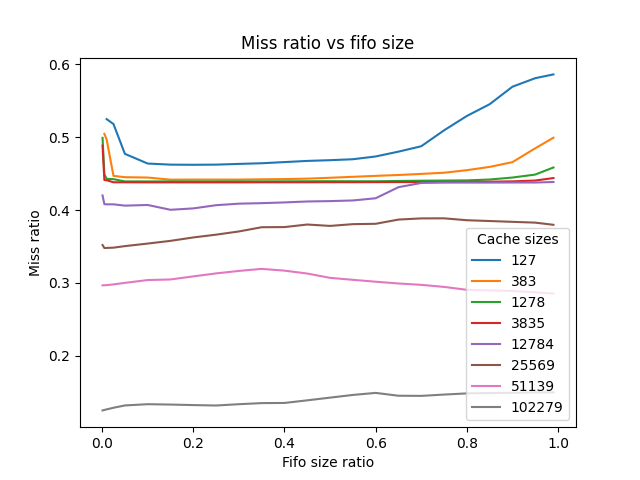 Miss ratio vs fifo size
0.6
0.5
0.4
0.3
0.2
Miss ratio
0.0 0.2 0.4 0.6 0.8 1.0
Fifo size ratio
Cache sizes
127
383
1278
3835
12784
25569
51139
102279